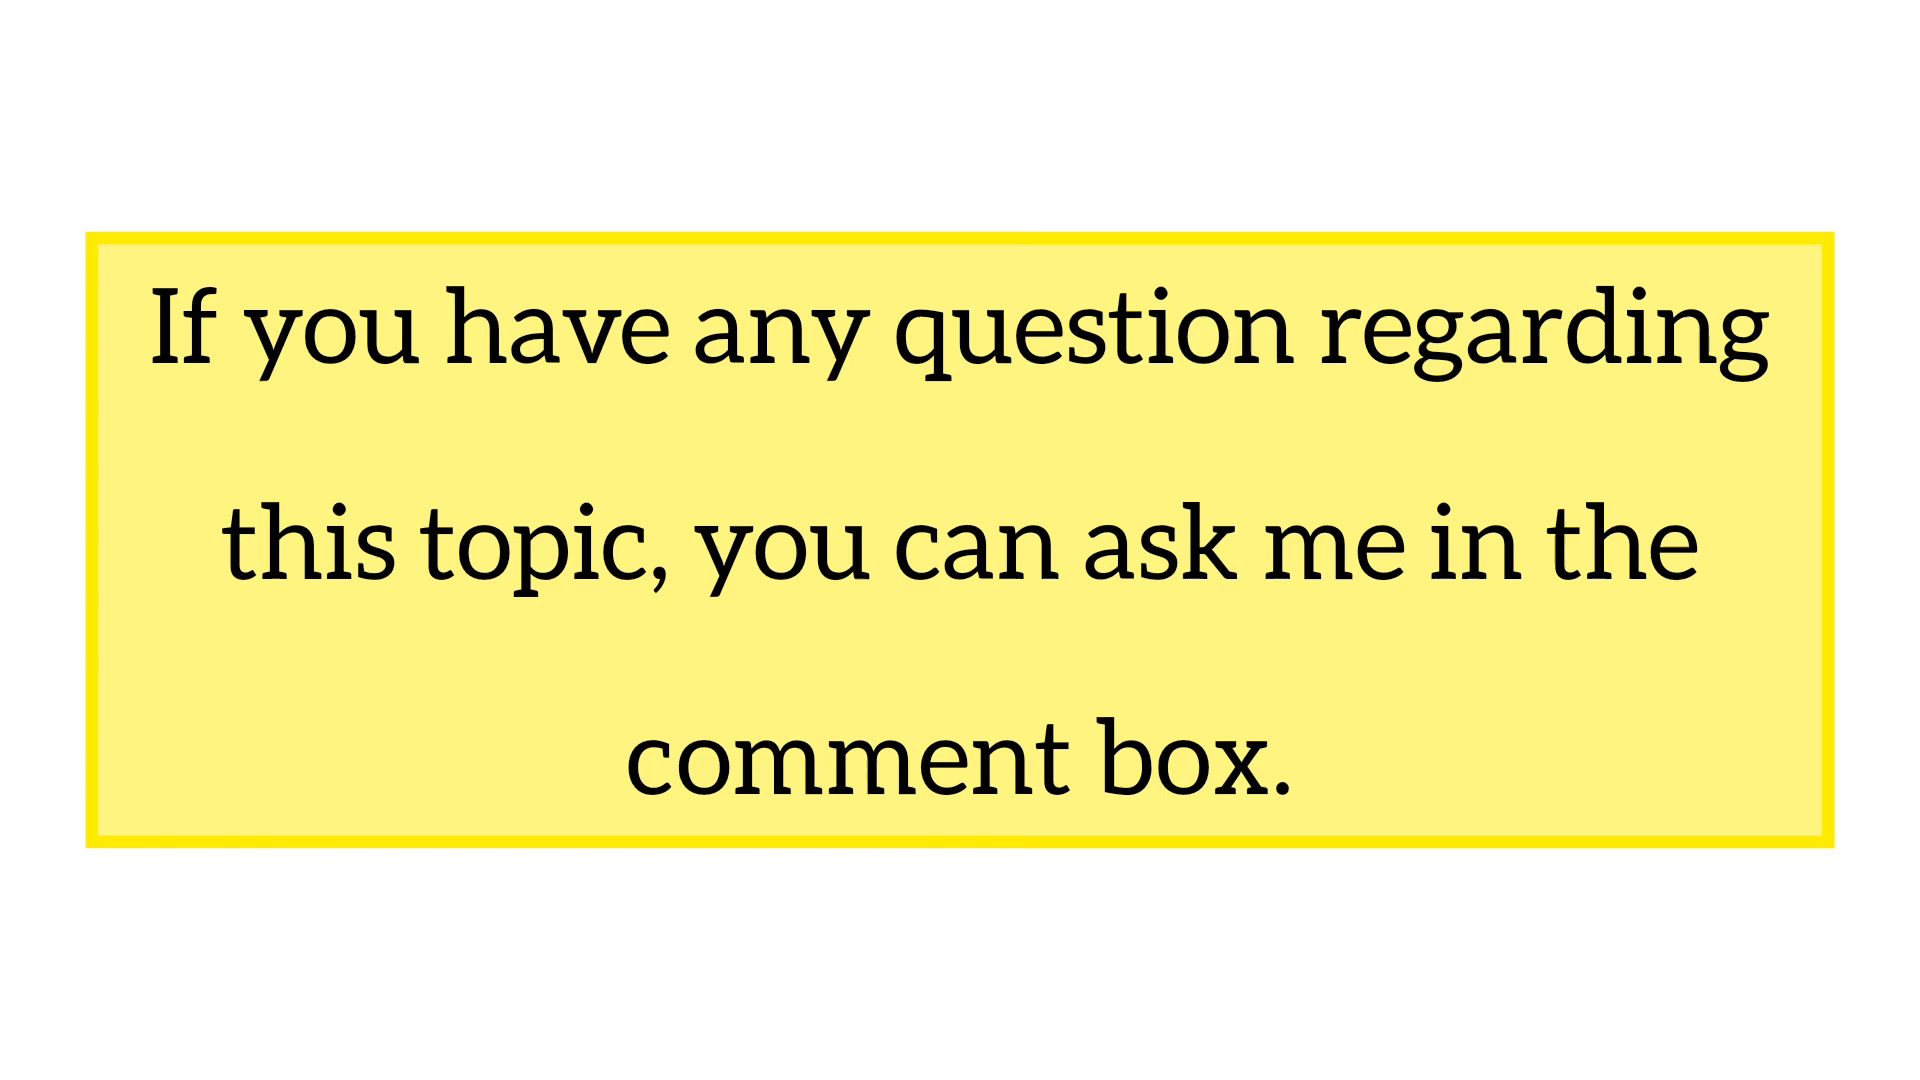 If you have any question regarding
this topic, you can ask me in the
comment box.